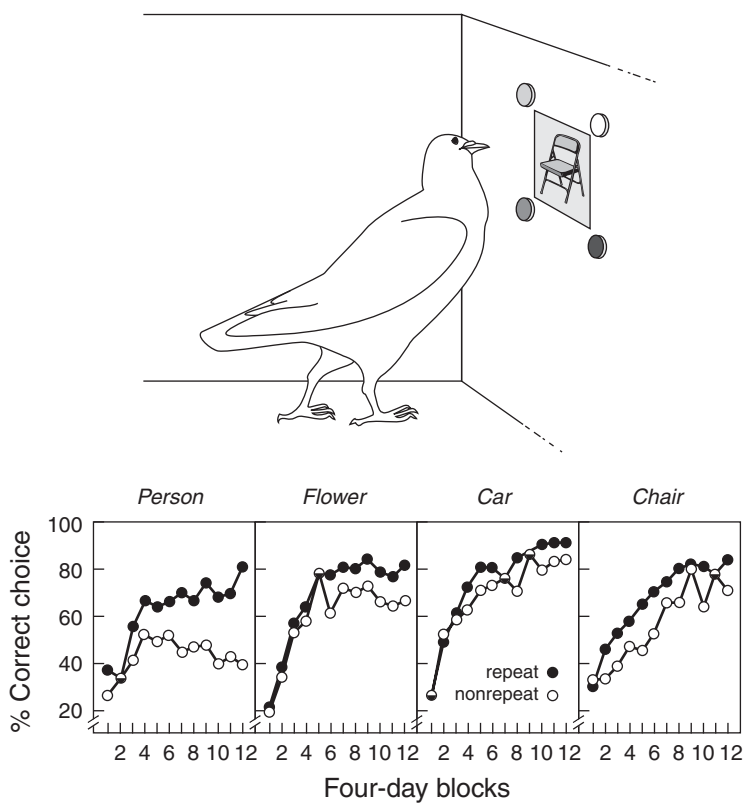 Person Flower Car Chair
% Correct choice
100
80
60
40
20
repeat
nonrepeat
2 4 6 8 10 12 2 4 6 8 10 12 2 4 6 8 10 12 2 4 6 8 10 12
Four-day blocks